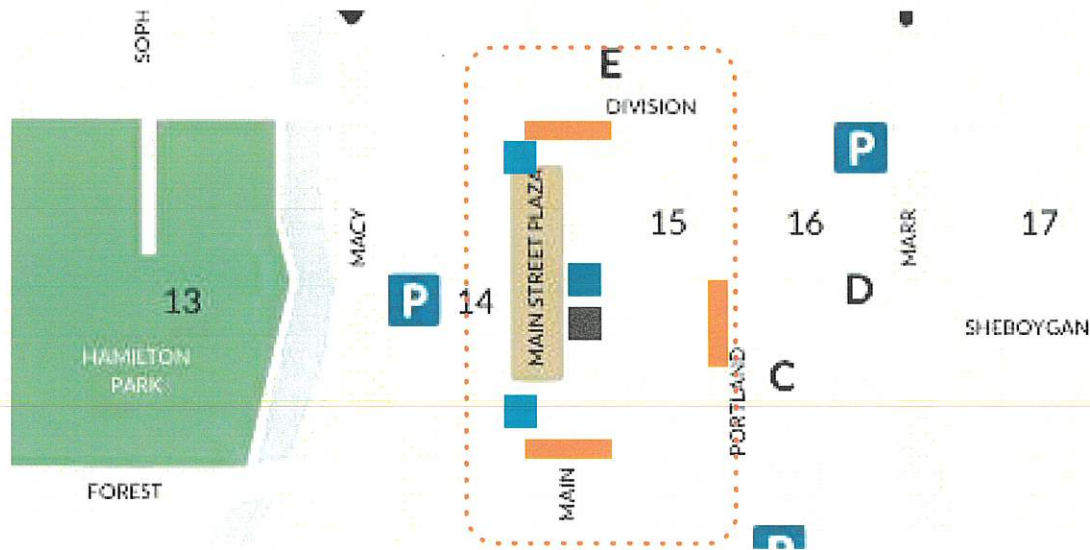 SOPH
E
DIVISION
P
MACY
15
16
MARR
17
MAIN STREET PLAZA
13
P
14
D
SHEBOYGAN
HAMILTON
PARK
C
PORTLAND
FOREST
MAIN
P